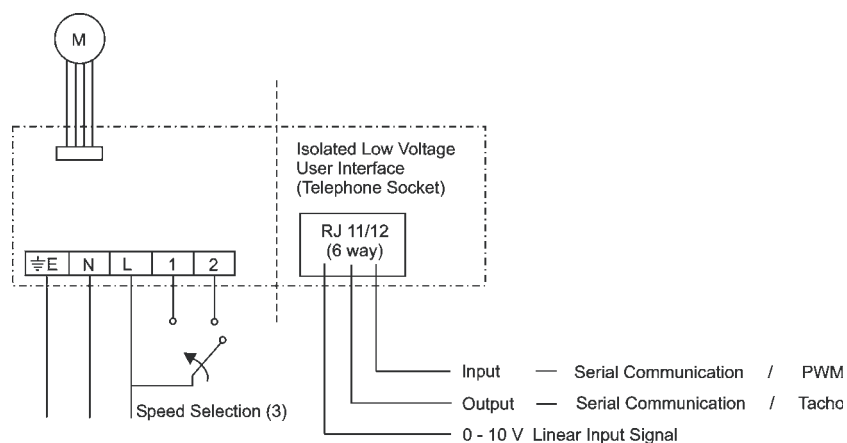 M
Isolated Low Voltage
User Interface
(Telephone Socket)
RJ 11/12
(6 way)
E N L 1 2
Speed Selection (3)
Input — Serial Communication / PWM
Output — Serial Communication / Tacho
0 - 10 V Linear Input Signal